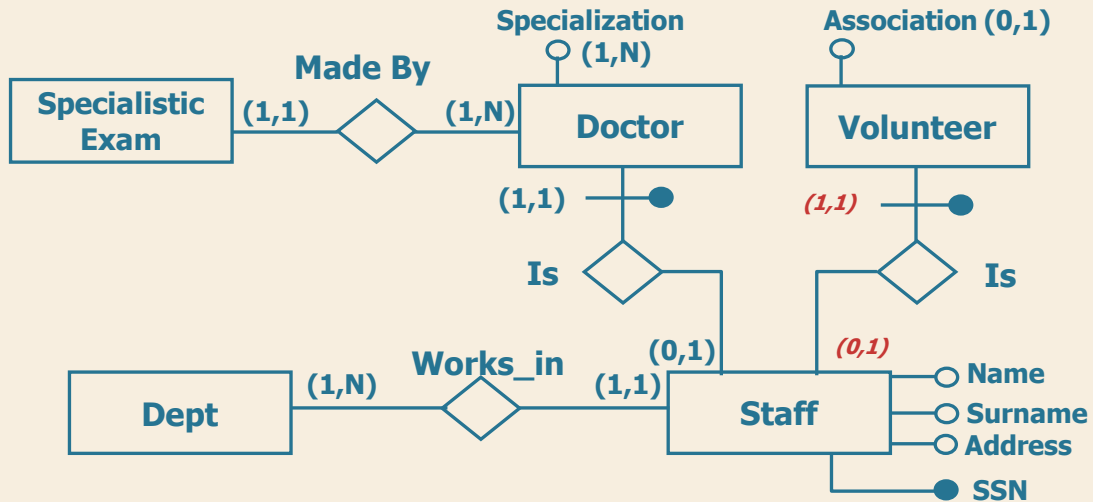 Specialization
(1,N)
Association (0,1)
Made By
Specialistic
Exam
(1,1)
(1,N)
Doctor
Volunteer
(1,1)
(1,1)
Is
Is
(0,1)
(0,1)
Works_in
(1,N)
(1,1)
Dept
Staff
Name
Surname
Address
SSN